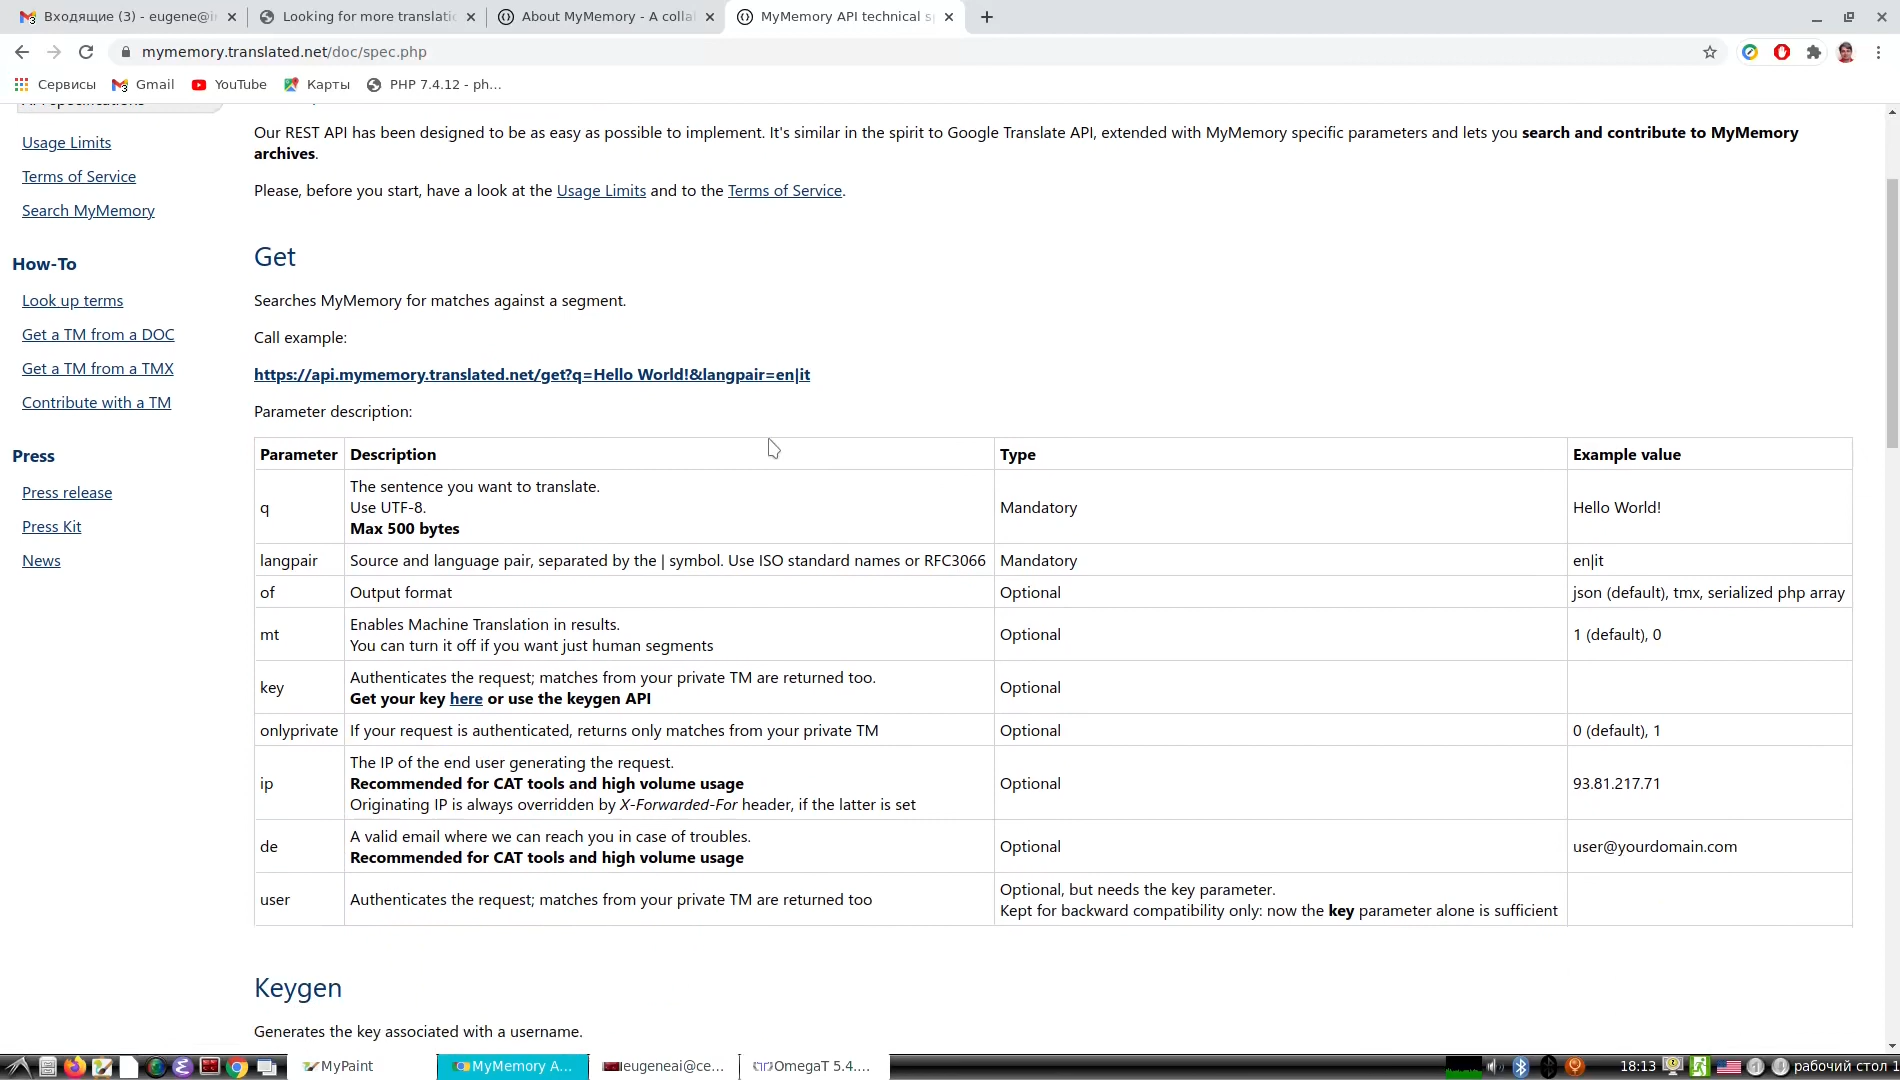 Входящие (3) - eugene@i
Looking for more translati
About MyMemory - A colla
MyMemory API technical s
mymemory.translated.net/doc/spec.php
Сервисы
Gmail
YouTube
Карты
PHP 7.4.12 - ph...
Usage Limits
Terms of Service
Search MyMemory
How-To
Look up terms
Get a TM from a DOC
Get a TM from a TMX
Contribute with a TM
Press
Press release
Press Kit
News
Our REST API has been designed to be as easy as possible to implement. It's similar in the spirit to Google Translate API, extended with MyMemory specific parameters and lets you search and contribute to MyMemory
archives.
Please, before you start, have a look at the Usage Limits and to the Terms of Service.
Get
Searches MyMemory for matches against a segment.
Call example:
https://api.mymemory.translated.net/get?q=Hello World!&langpair=en|it
Parameter description:
Parameter Description Type Example value
q
The sentence you want to translate.
Use UTF-8.
Max 500 bytes
Mandatory
Hello World!
langpair Source and language pair, separated by the | symbol. Use ISO standard names or RFC3066 Mandatory en|it
of Output format Optional json (default), tmx, serialized php array
mt
Enables Machine Translation in results.
You can turn it off if you want just human segments
Optional
1 (default), 0
key
Authenticates the request; matches from your private TM are returned too.
Get your key here or use the keygen API
Optional
onlyprivate If your request is authenticated, returns only matches from your private TM Optional 0 (default), 1
ip
The IP of the end user generating the request.
Recommended for CAT tools and high volume usage
Originating IP is always overridden by X-Forwarded-For header, if the latter is set
Optional
93.81.217.71
de
A valid email where we can reach you in case of troubles.
Recommended for CAT tools and high volume usage
Optional
user@yourdomain.com
user
Authenticates the request; matches from your private TM are returned too
Optional, but needs the key parameter.
Kept for backward compatibility only: now the key parameter alone is sufficient
Keygen
Generates the key associated with a username.
MyPaint
MyMemory A...
eugeneai@ce...
OmegaT 5.4....
18:13
рабочий стол 1